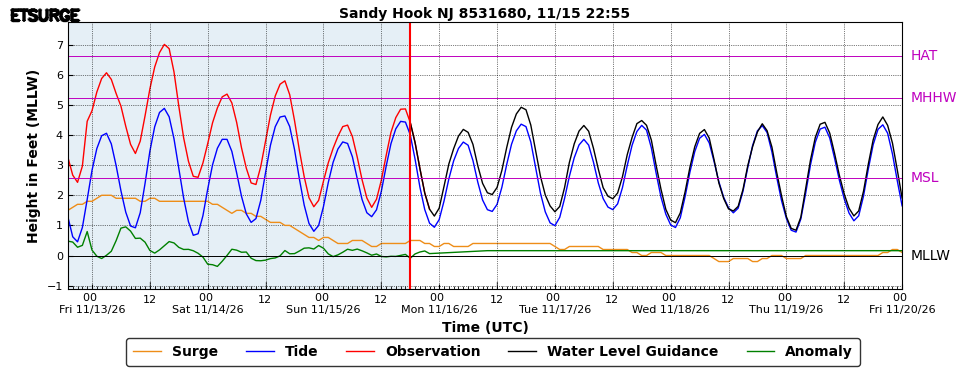 ETSURGE
Sandy Hook NJ 8531680, 11/15 22:55
Height in Feet (MLLW)
7
6
5
4
3
2
1
0
−1
HAT
MHHW
MSL
MLLW
00 12 00 12 00 12 00 12 00 12 00 12 00 12 00
Fri 11/13/26 Sat 11/14/26 Sun 11/15/26 Mon 11/16/26 Tue 11/17/26 Wed 11/18/26 Thu 11/19/26 Fri 11/20/26
Time (UTC)
Surge Tide Observation Water Level Guidance Anomaly